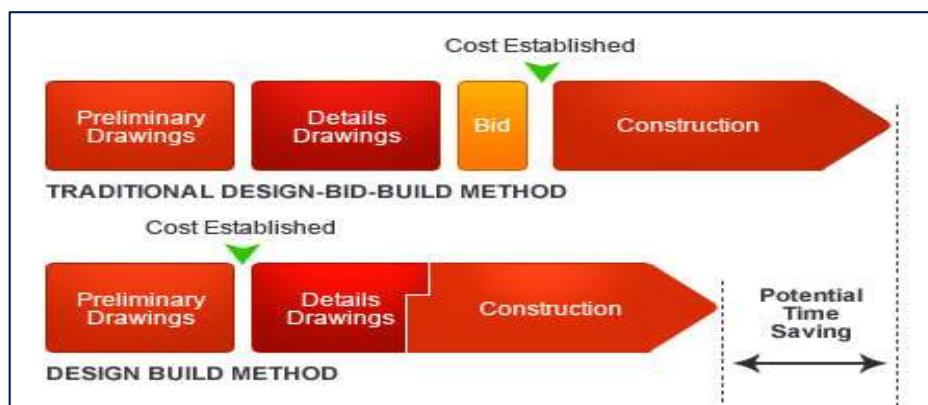 Cost Established
Preliminary
Drawings
Details
Drawings
Bid
Construction
TRADITIONAL DESIGN-BID-BUILD METHOD
Cost Established
Preliminary
Drawings
Details
Drawings
Construction
Potential
Time
Saving
DESIGN BUILD METHOD